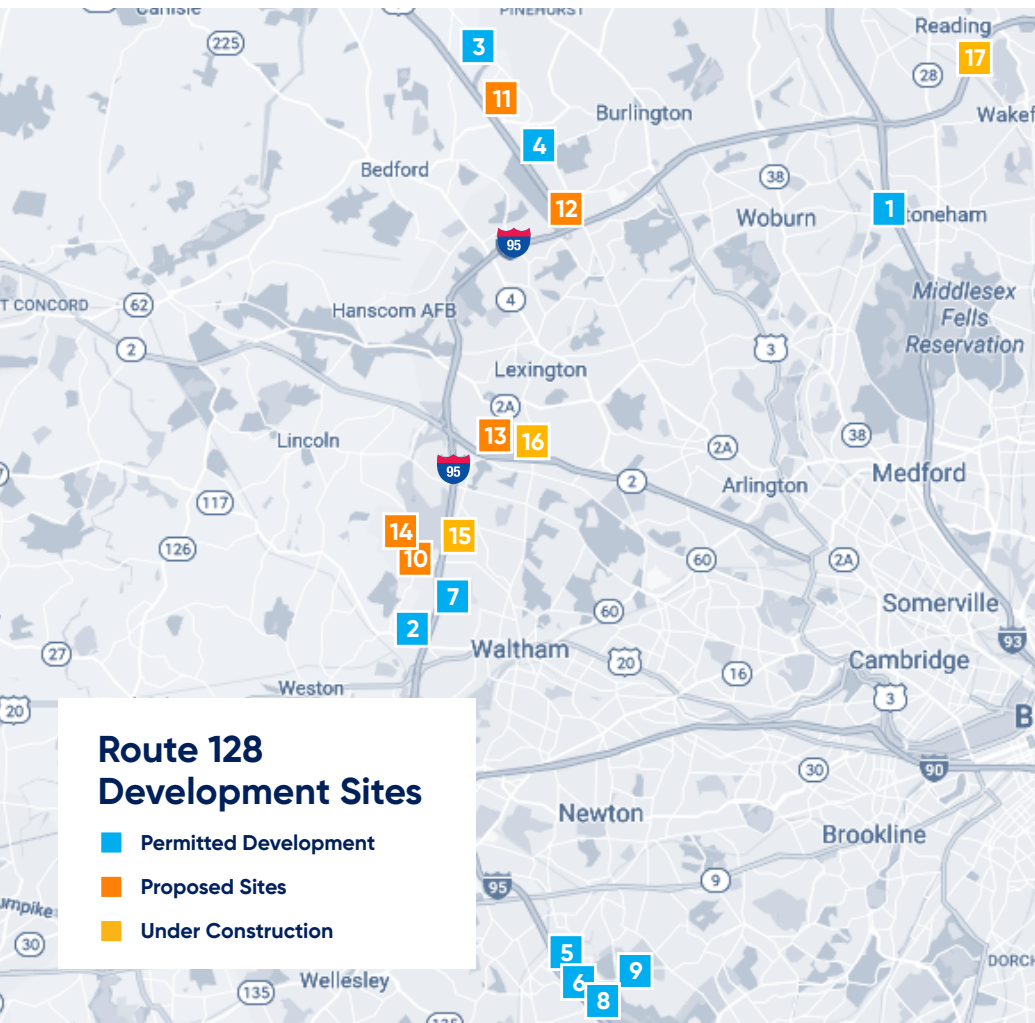 Carlisle
PINEHURST
Reading
225
3
17
28
11
Burlington
Wakef
4
Bedford
38
12
Woburn
1
toneham
95
T CONCORD
62
Hanscom AFB
4
Middlesex
Fells
Reservation
2
3
Lexington
2A
13
16
38
Lincoln
2A
95
2
Arlington
Medford
117
14
15
126
10
60
2A
7
60
Somerville
2
93
27
Waltham
20
16
Cambridge
Weston
3
20
B
Route 128
Development Sites
Permitted Development
Proposed Sites
Under Construction
30
90
Newton
Brookline
95
9
umpike
30
5
6
9
8
DORCH
Wellesley
135
135